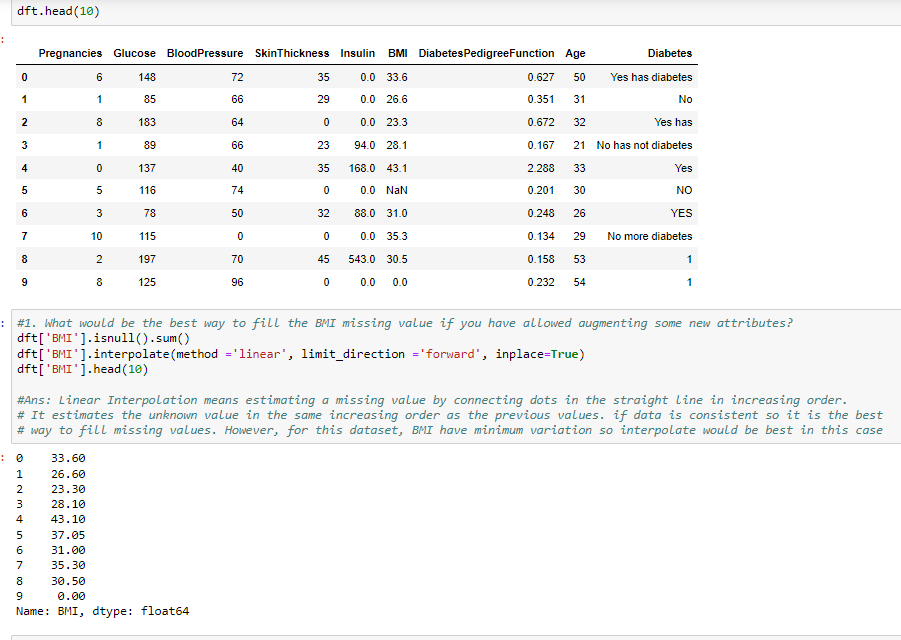 dft.head(10)
Pregnancies Glucose BloodPressure SkinThickness Insulin BMI DiabetesPedigreeFunction Age Diabetes
0 6 148 72 35 0.0 33.6 0.627 50 Yes has diabetes
1 1 85 66 29 0.0 26.6 0.351 31 No
2 8 183 64 0 0.0 23.3 0.672 32 Yes has
3 1 89 66 23 94.0 28.1 0.167 21 No has not diabetes
4 0 137 40 35 168.0 43.1 2.288 33 Yes
5 5 116 74 0 0.0 NaN 0.201 30 NO
6 3 78 50 32 88.0 31.0 0.248 26 YES
7 10 115 0 0 0.0 35.3 0.134 29 No more diabetes
8 2 197 70 45 543.0 30.5 0.158 53 1
9 8 125 96 0 0.0 0.0 0.232 54 1
#1. What would be the best way to fill the BMI missing value if you have allowed augmenting some new attributes?
dft['BMI'].isnull().sum()
dft['BMI'].interpolate(method ='linear', limit_direction ='forward', inplace=True)
dft['BMI'].head(10)
#Ans: Linear Interpolation means estimating a missing value by connecting dots in the straight line in increasing order.
# It estimates the unknown value in the same increasing order as the previous values. if data is consistent so it is the best
# way to fill missing values. However, for this dataset, BMI have minimum variation so interpolate would be best in this case
0 33.60
1 26.60
2 23.30
3 28.10
4 43.10
5 37.05
6 31.00
7 35.30
8 30.50
9 0.00
Name: BMI, dtype: float64